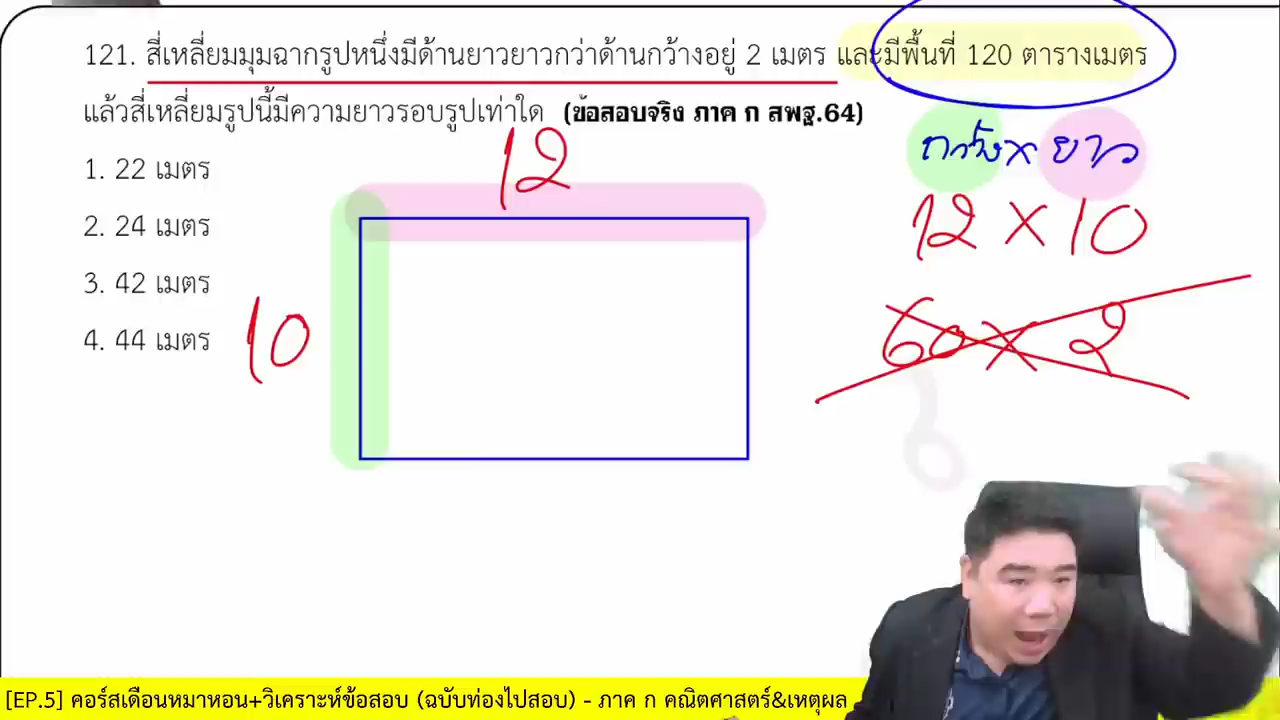 121. สี่เหลี่ยมมุมฉากรูปหนึ่งมีด้านยาวยาวกว่าด้านกว้างอยู่ 2 เมตร และมีพื้นที่ 120 ตารางเมตร
แล้วสี่เหลี่ยมรูปนี้มีความยาวรอบรูปเท่าใด (ข้อสอบจริง ภาค ก สพฐ.64)
กว้าง × ยาว
1. 22 เมตร
12
12 × 10
2. 24 เมตร
3. 42 เมตร
4. 44 เมตร
10
60 × 2
[EP.5] คอร์สเดือนหมาหอน+วิเคราะห์ข้อสอบ (ฉบับท่องไปสอบ) - ภาค ก คณิตศาสตร์&เหตุผล